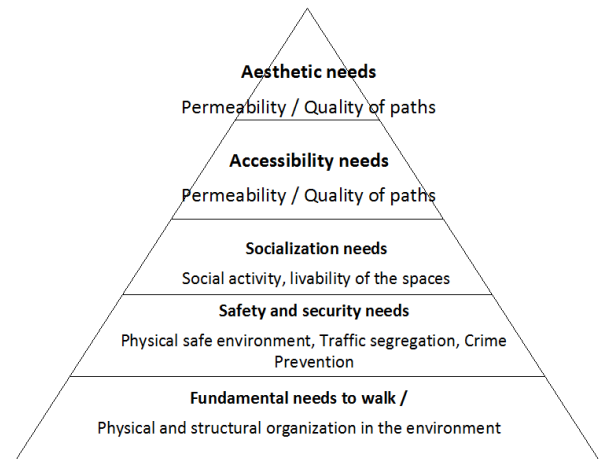 Aesthetic needs
Permeability / Quality of paths
Accessibility needs
Permeability / Quality of paths
Socialization needs
Social activity, livability of the spaces
Safety and security needs
Physical safe environment, Traffic segregation, Crime
Prevention
Fundamental needs to walk /
Physical and structural organization in the environment